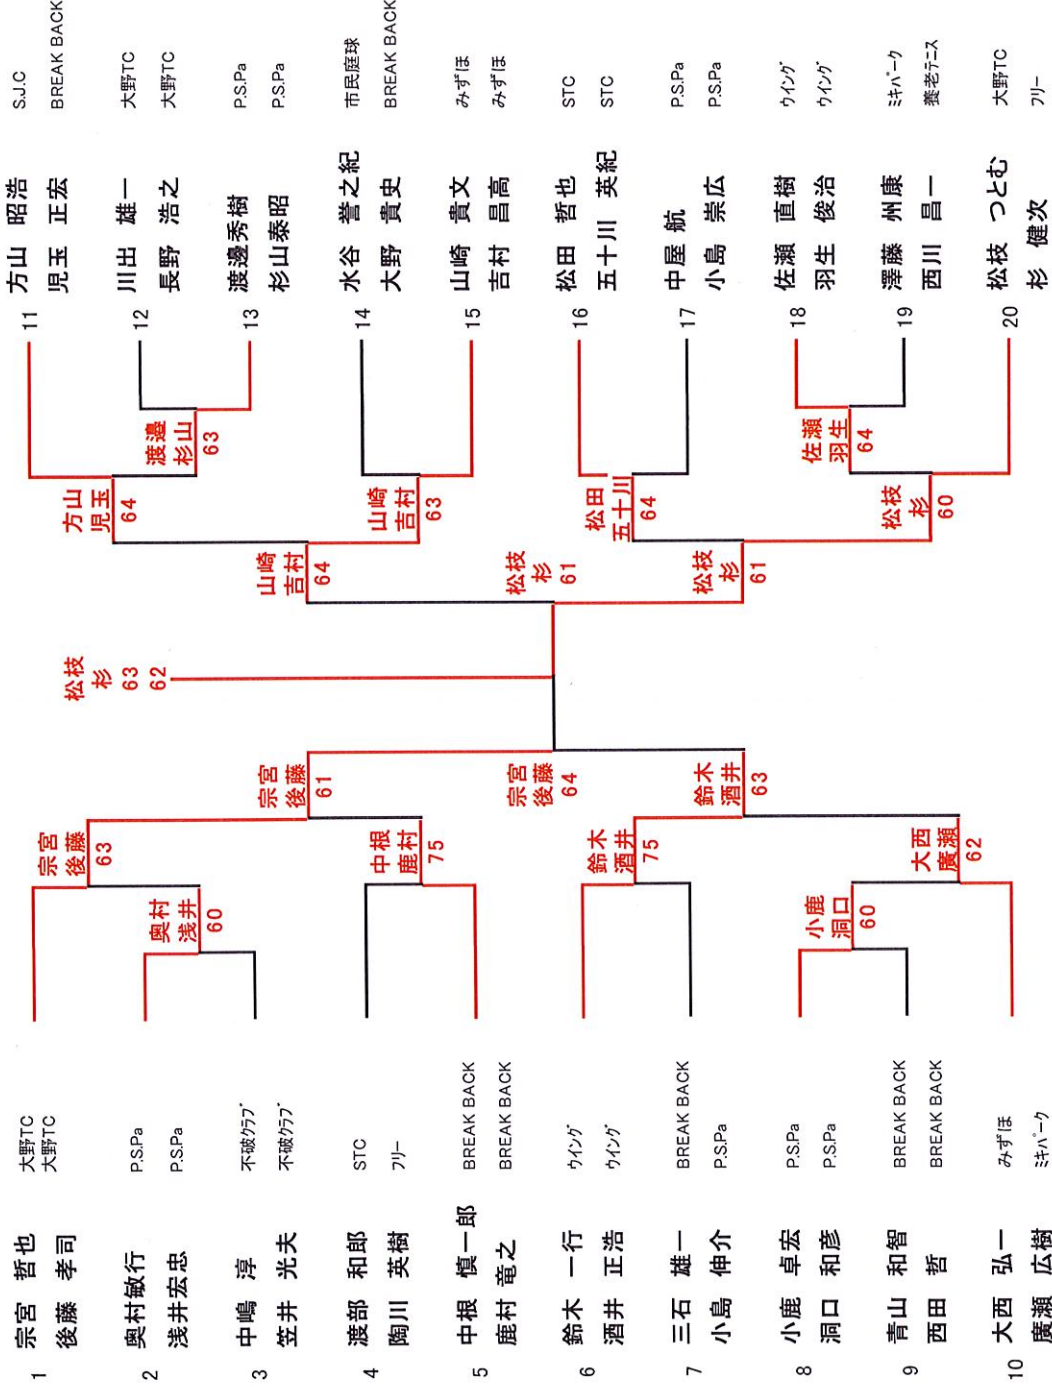 1 宗宮 哲也 大野TC
後藤 孝司 大野TC
2 奥村敏行 P.S.Pa
浅井宏忠 P.S.Pa
3 中嶋 淳 不破クラブ
笠井 光夫 不破クラブ
4 渡部 和郎 STC
陶川 英樹 フリー
5 中根 慎一郎 BREAK BACK
鹿村 竜之 BREAK BACK
6 鈴木 一行 ウイング
酒井 正浩 ウイング
7 三石 雄一 BREAK BACK
小島 伸介 P.S.Pa
8 小鹿 卓宏 P.S.Pa
洞口 和彦 P.S.Pa
9 青山 和智 BREAK BACK
西田 哲 BREAK BACK
10 大西 弘一 みずほ
廣瀬 広樹 ミキパーク
宗宮
後藤
63
奥村
浅井
60
宗宮
後藤
61
中根
鹿村
75
宗宮
後藤
64
鈴木
酒井
75
鈴木
酒井
63
小鹿
洞口
60
大西
廣瀬
62
松枝
杉
63
62
方山
児玉
64
渡邉
杉山
63
山崎
吉村
64
山崎
吉村
63
松枝
杉
61
松田
五十川
64
松枝
杉
61
佐瀬
羽生
64
松枝
杉
60
11 方山 昭浩 S.J.C
児玉 正宏 BREAK BACK
12 川出 雄一 大野TC
長野 浩之 大野TC
13 渡邉秀樹 P.S.Pa
杉山泰昭 P.S.Pa
14 水谷 誉之紀 市民庭球
大野 貴史 BREAK BACK
15 山崎 貴文 みずほ
吉村 昌高 みずほ
16 松田 哲也 STC
五十川 英紀 STC
17 中屋 航 P.S.Pa
小島 崇広 P.S.Pa
18 佐瀬 直樹 ウイング
羽生 俊治 ウイング
19 澤藤 州康 ミキパーク
西川 昌一 養老テニス
20 松枝 つとむ 大野TC
杉 健次 フリー